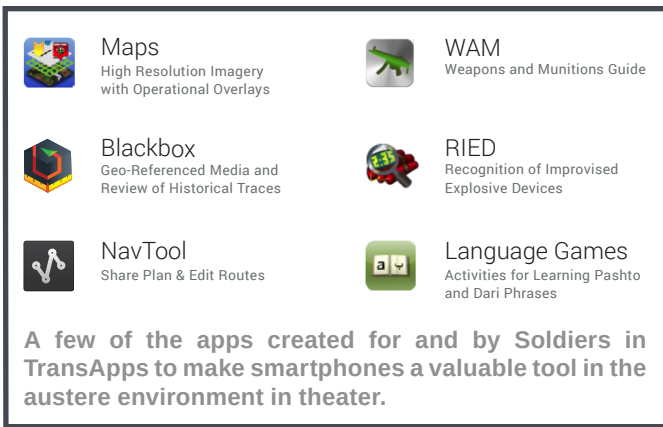 Maps
High Resolution Imagery
with Operational Overlays
WAM
Weapons and Munitions Guide
Blackbox
Geo-Referenced Media and
Review of Historical Traces
RIED
Recognition of Improvised
Explosive Devices
2:35
NavTool
Share Plan & Edit Routes
Language Games
Activities for Learning Pashto
and Dari Phrases
a
A few of the apps created for and by Soldiers in
TransApps to make smartphones a valuable tool in the
austere environment in theater.